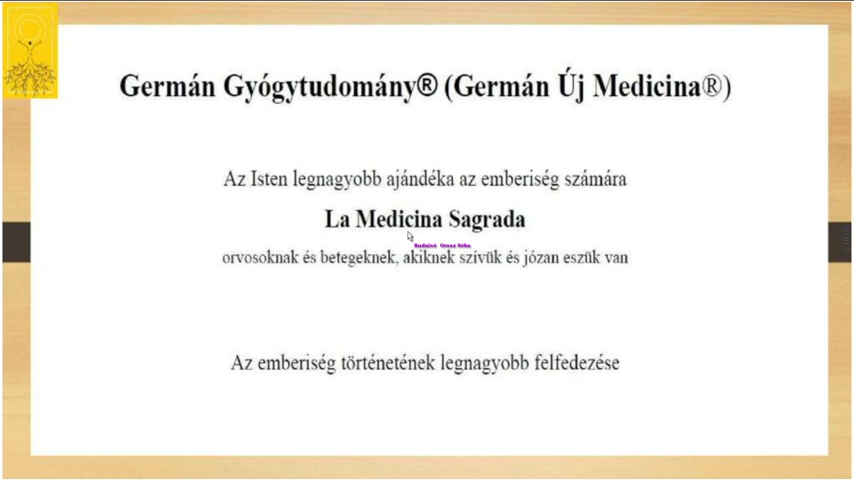 Germán Gyógytudomány® (Germán Új Medicina®)
Az Isten legnagyobb ajándéka az emberiség számára
La Medicina Sagrada
orvosoknak és betegeknek, akiknek szívük és józan eszük van
Az emberiség történetének legnagyobb felfedezése